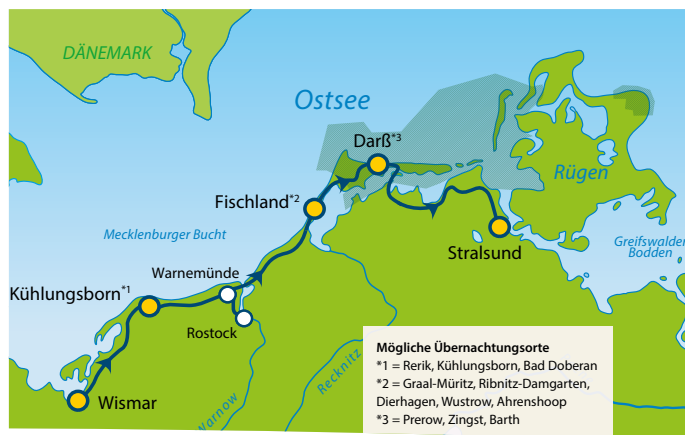 DÄNEMARK
Ostsee
Darß*3
Rügen
Fischland*2
Mecklenburger Bucht
Greifswalder
Bodden
Stralsund
Warnemünde
Kühlungsborn*1
Rostock
Recknitz
Warnow
Wismar
Mögliche Übernachtungsorte
*1 = Rerik, Kühlungsborn, Bad Doberan
*2 = Graal-Müritz, Ribnitz-Damgarten,
Dierhagen, Wustrow, Ahrenshoop
*3 = Prerow, Zingst, Barth